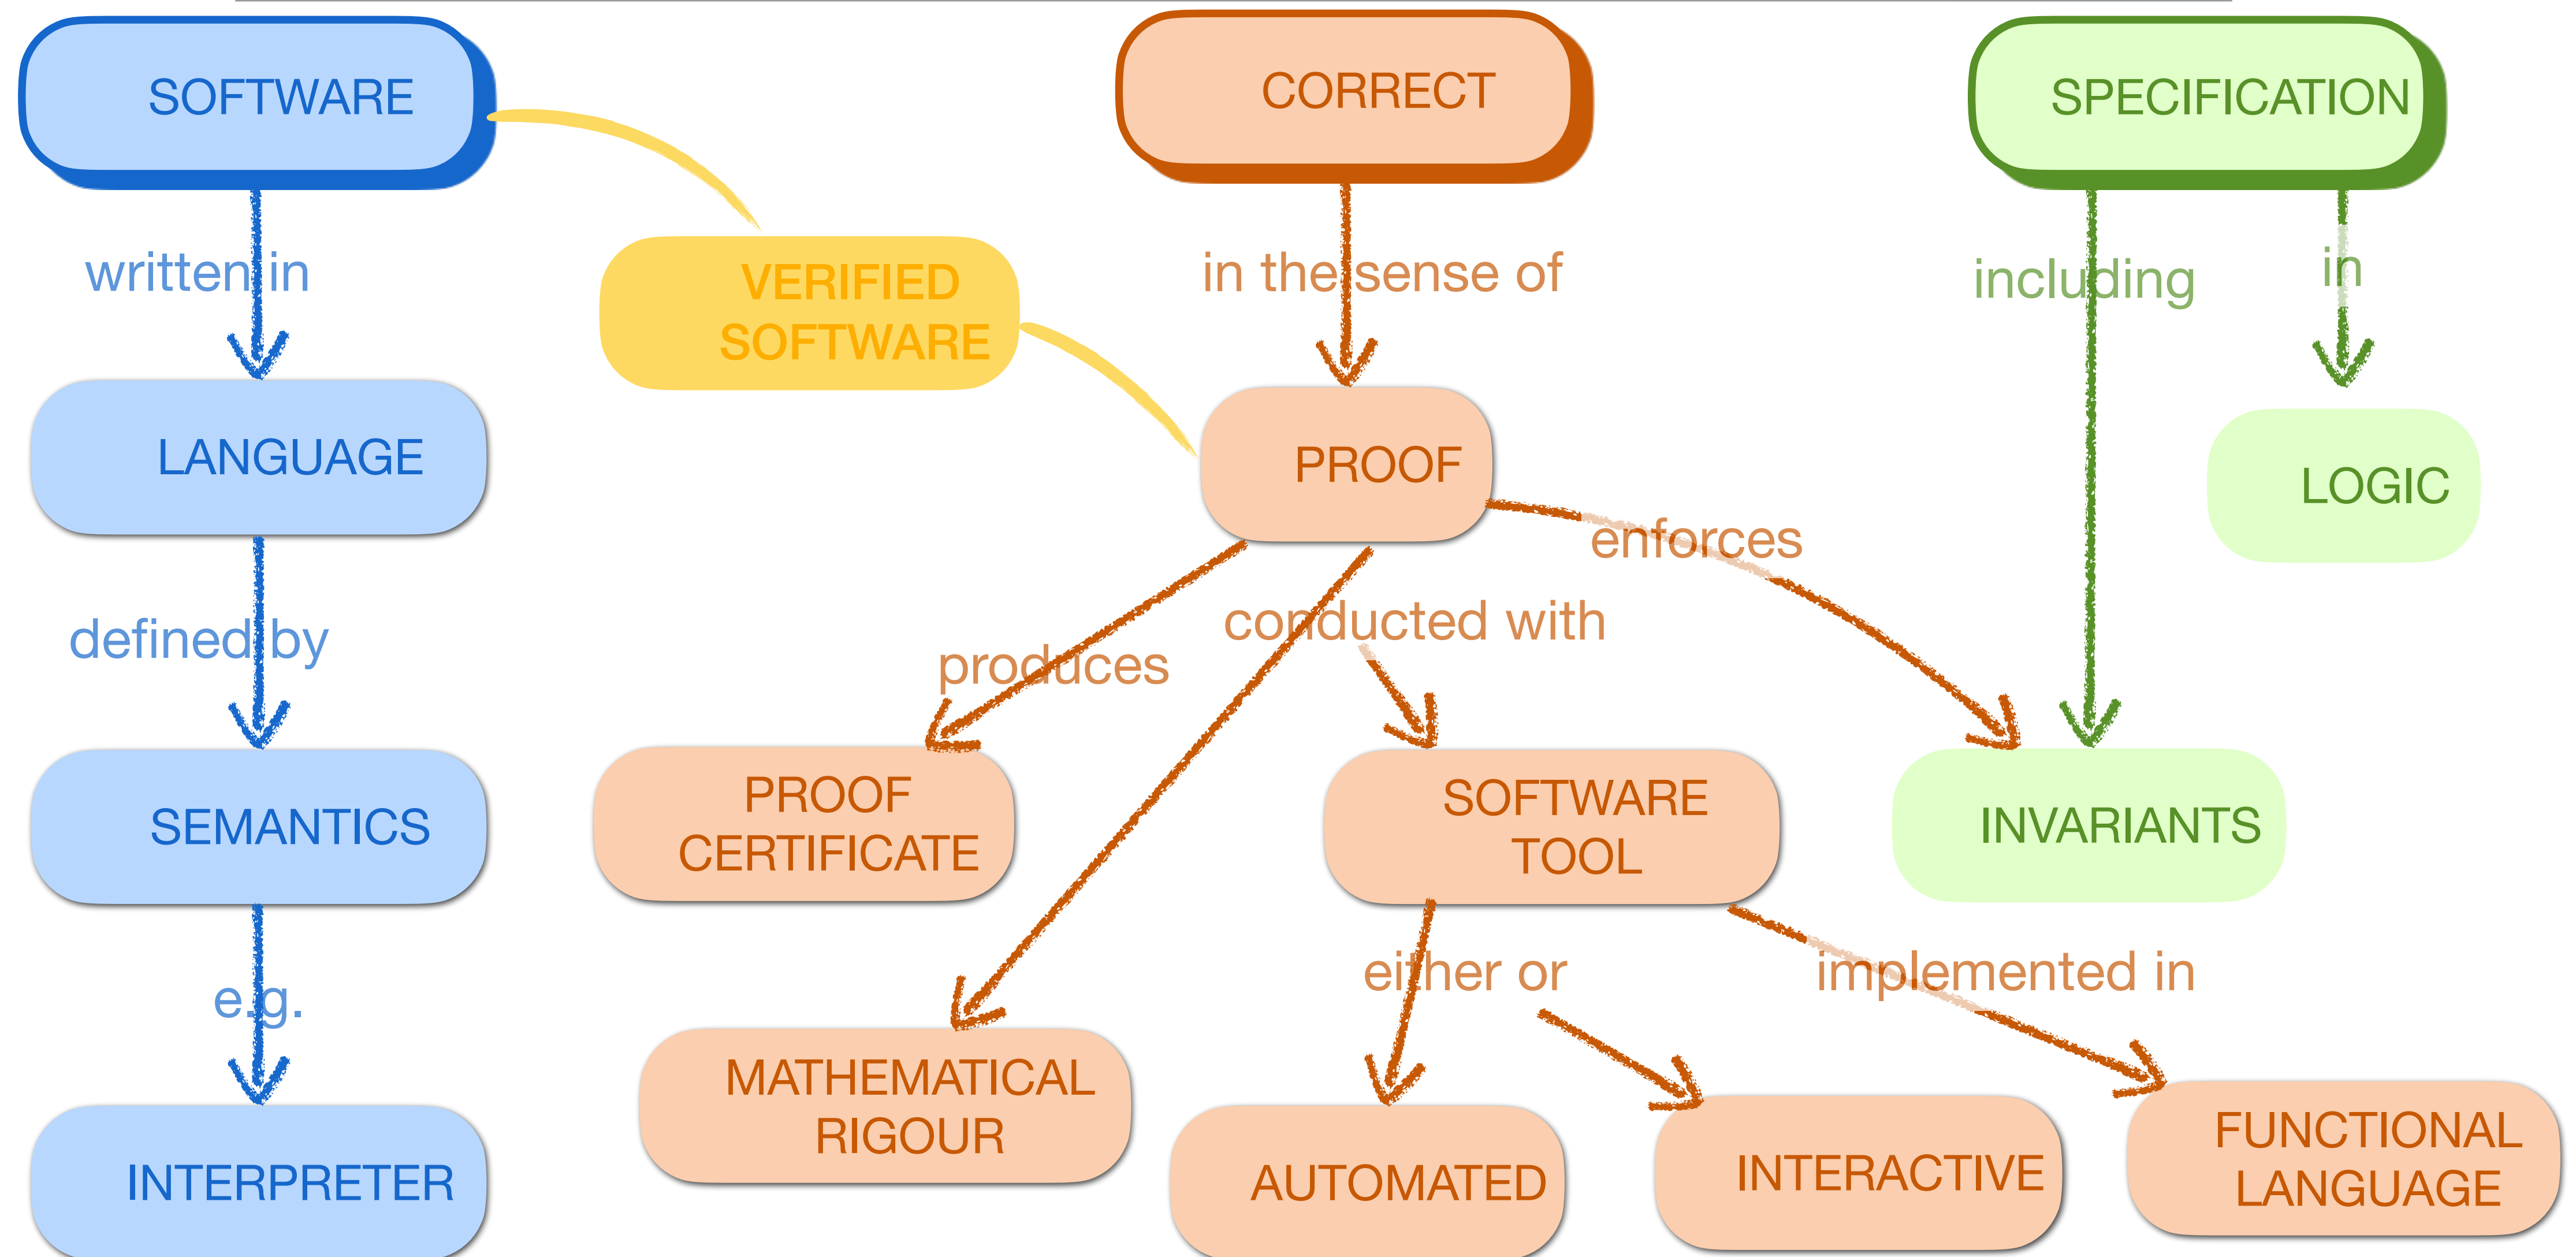 SOFTWARE
CORRECT
SPECIFICATION
written in
VERIFIED
SOFTWARE
in the sense of
including
in
LANGUAGE
PROOF
LOGIC
enforces
defined by
produces
conducted with
SEMANTICS
PROOF
CERTIFICATE
SOFTWARE
TOOL
INVARIANTS
e.g.
either or
implemented in
INTERPRETER
MATHEMATICAL
RIGOUR
AUTOMATED
INTERACTIVE
FUNCTIONAL
LANGUAGE